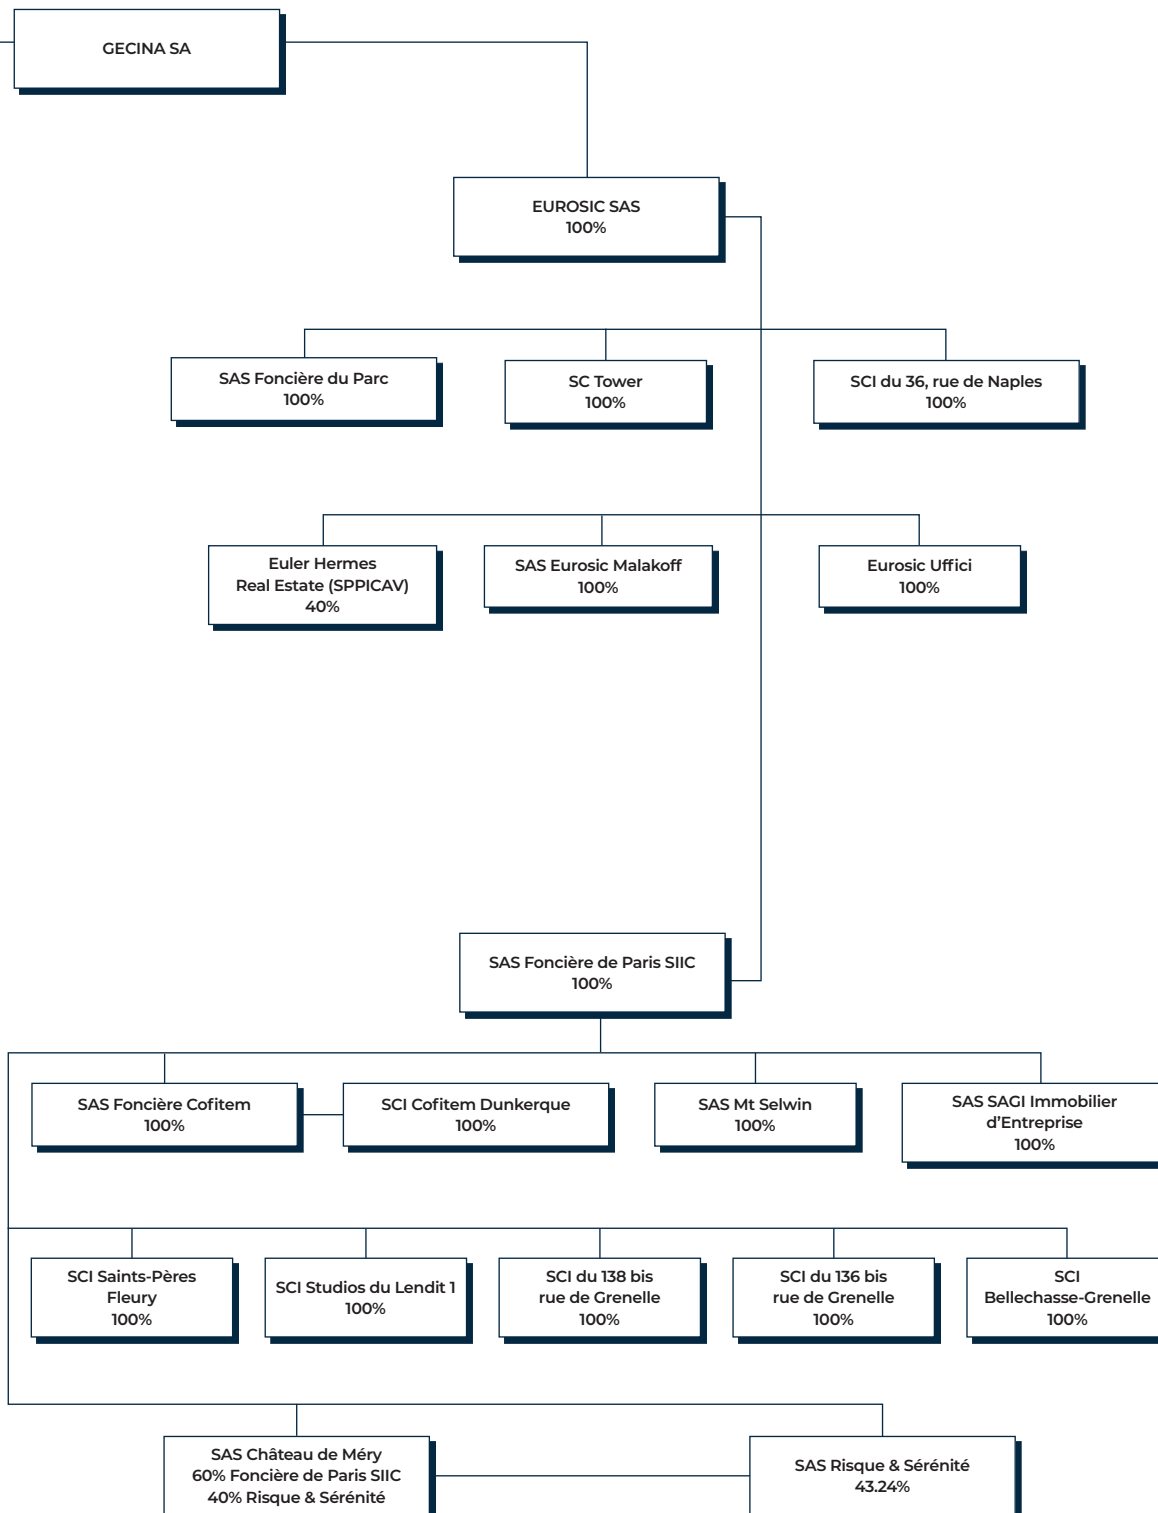 GECINA SA
EUROSIC SAS
100%
SAS Foncière du Parc
100%
SC Tower
100%
SCI du 36, rue de Naples
100%
Euler Hermes
Real Estate (SPPICAV)
40%
SAS Eurosic Malakoff
100%
Eurosic Uffici
100%
SAS Foncière de Paris SIIC
100%
SAS Foncière Cofitem
100%
SCI Cofitem Dunkerque
100%
SAS Mt Selwin
100%
SAS SAGI Immobilier
d’Entreprise
100%
SCI Saints-Pères
Fleury
100%
SCI Studios du Lendit 1
100%
SCI du 138 bis
rue de Grenelle
100%
SCI du 136 bis
rue de Grenelle
100%
SCI
Bellechasse-Grenelle
100%
SAS Château de Méry
60% Foncière de Paris SIIC
40% Risque & Sérénité
SAS Risque & Sérénité
43.24%